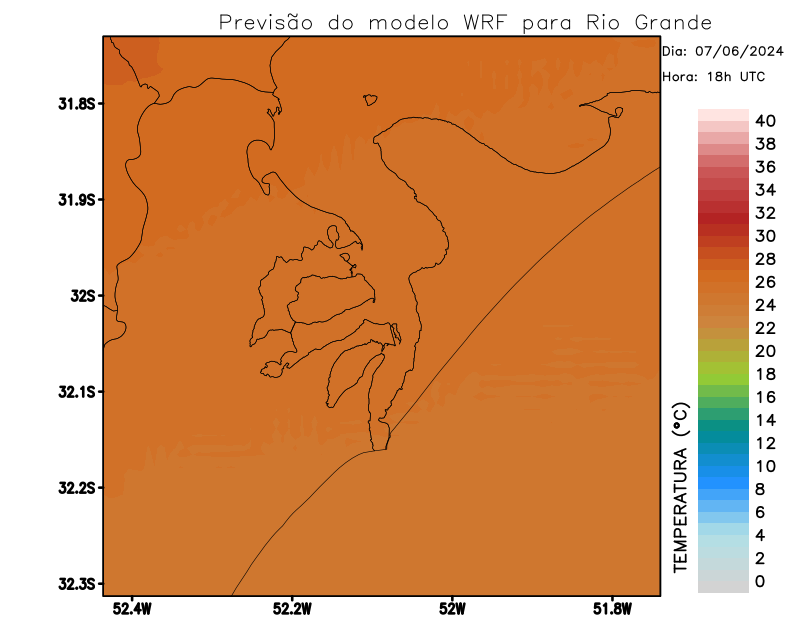 Previsão do modelo WRF para Rio Grande
Dia: 07/06/2024
Hora: 18h UTC
31.8S
31.9S
32S
32.1S
32.2S
32.3S
52.4W
52.2W
52W
51.8W
TEMPERATURA (°C)
40
38
36
34
32
30
28
26
24
22
20
18
16
14
12
10
8
6
4
2
0